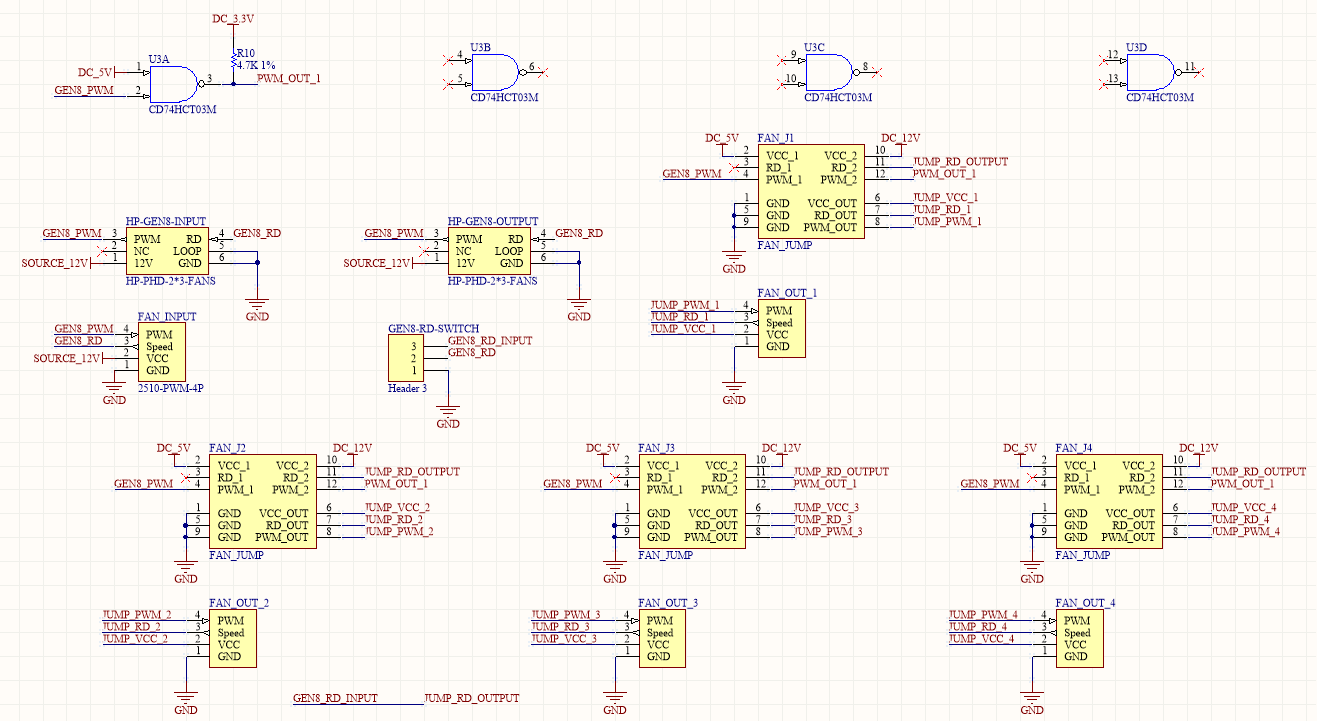 DC_3.3V
R10
4.7K 1%
U3A
DC_5V 1
GEN8_PWM 2
3 PWM_OUT_1
CD74HCT03M
U3B
4
5
6
CD74HCT03M
U3C
9
10
8
CD74HCT03M
U3D
12
13
11
CD74HCT03M
FAN_J1
DC_5V DC_12V
2 VCC_1 VCC_2 10
3 RD_1 RD_2 11 JUMP_RD_OUTPUT
GEN8_PWM 4 PWM_1 PWM_2 12 PWM_OUT_1
1 GND VCC_OUT 6 JUMP_VCC_1
5 GND RD_OUT 7 JUMP_RD_1
9 GND PWM_OUT 8 JUMP_PWM_1
FAN_JUMP
GND
HP-GEN8-INPUT
GEN8_PWM 3 PWM RD 4 GEN8_RD
2 NC LOOP 5
SOURCE_12V 1 12V GND 6
HP-PHD-2*3-FANS
GND
HP-GEN8-OUTPUT
GEN8_PWM 3 PWM RD 4 GEN8_RD
2 NC LOOP 5
SOURCE_12V 1 12V GND 6
HP-PHD-2*3-FANS
GND
FAN_INPUT
GEN8_PWM 4 PWM
GEN8_RD 3 Speed
SOURCE_12V 2 VCC
1 GND
2510-PWM-4P
GND
GEN8-RD-SWITCH
3 GEN8_RD_INPUT
2 GEN8_RD
1
Header 3
GND
FAN_OUT_1
JUMP_PWM_1 4 PWM
JUMP_RD_1 3 Speed
JUMP_VCC_1 2 VCC
1 GND
GND
FAN_J2
DC_5V DC_12V
2 VCC_1 VCC_2 10
3 RD_1 RD_2 11 JUMP_RD_OUTPUT
GEN8_PWM 4 PWM_1 PWM_2 12 PWM_OUT_1
1 GND VCC_OUT 6 JUMP_VCC_2
5 GND RD_OUT 7 JUMP_RD_2
9 GND PWM_OUT 8 JUMP_PWM_2
FAN_JUMP
GND
FAN_J3
DC_5V DC_12V
2 VCC_1 VCC_2 10
3 RD_1 RD_2 11 JUMP_RD_OUTPUT
GEN8_PWM 4 PWM_1 PWM_2 12 PWM_OUT_1
1 GND VCC_OUT 6 JUMP_VCC_3
5 GND RD_OUT 7 JUMP_RD_3
9 GND PWM_OUT 8 JUMP_PWM_3
FAN_JUMP
GND
FAN_J4
DC_5V DC_12V
2 VCC_1 VCC_2 10
3 RD_1 RD_2 11 JUMP_RD_OUTPUT
GEN8_PWM 4 PWM_1 PWM_2 12 PWM_OUT_1
1 GND VCC_OUT 6 JUMP_VCC_4
5 GND RD_OUT 7 JUMP_RD_4
9 GND PWM_OUT 8 JUMP_PWM_4
FAN_JUMP
GND
FAN_OUT_2
JUMP_PWM_2 4 PWM
JUMP_RD_2 3 Speed
JUMP_VCC_2 2 VCC
1 GND
GND
FAN_OUT_3
JUMP_PWM_3 4 PWM
JUMP_RD_3 3 Speed
JUMP_VCC_3 2 VCC
1 GND
GND
FAN_OUT_4
JUMP_PWM_4 4 PWM
JUMP_RD_4 3 Speed
JUMP_VCC_4 2 VCC
1 GND
GND
GEN8_RD_INPUT JUMP_RD_OUTPUT